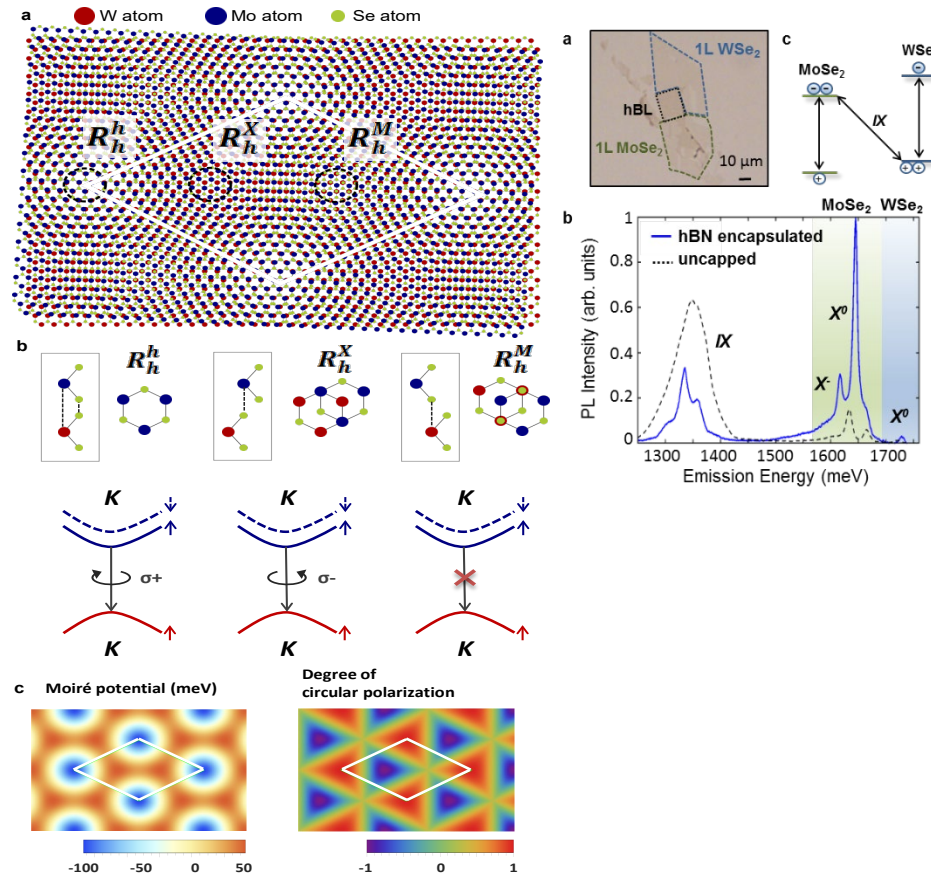 a W atom Mo atom Se atom
R_h^h R_h^X R_h^M
b
R_h^h R_h^X R_h^M
K K K
σ+ σ-
K K K
c Moiré potential (meV)
Degree of
circular polarization
-100 -50 0 50
-1 0 1
a
1L WSe₂
hBL
1L MoSe₂
10 µm
c
WSe
MoSe₂
IX
b
MoSe₂ WSe₂
hBN encapsulated
uncapped
X⁰
IX
X⁻
X⁰
PL Intensity (arb. units)
1
0.8
0.6
0.4
0.2
0
1300 1400 1500 1600 1700
Emission Energy (meV)